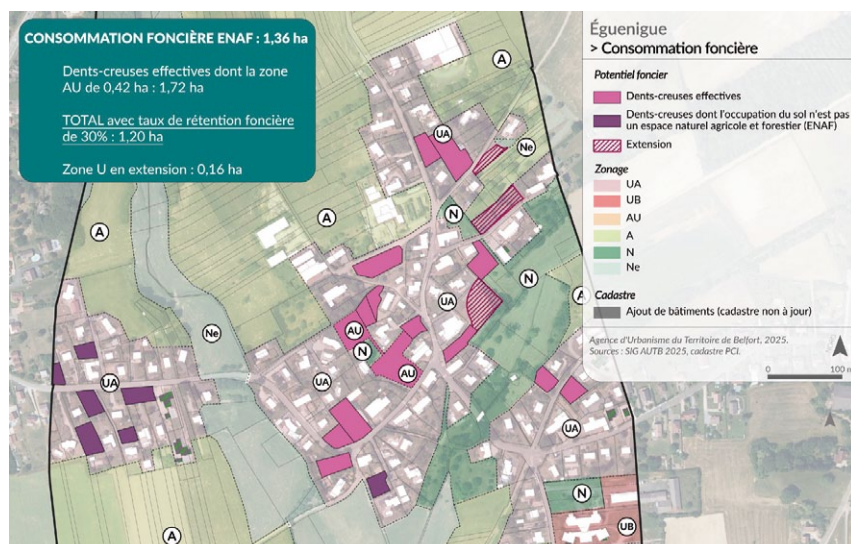 CONSOMMATION FONCIÈRE ENAF : 1,36 ha
Dents-creuses effectives dont la zone
AU de 0,42 ha : 1,72 ha
TOTAL avec taux de rétention foncière
de 30% : 1,20 ha
Zone U en extension : 0,16 ha
Éguenigue
> Consommation foncière
Potentiel foncier
Dents-creuses effectives
Dents-creuses dont l'occupation du sol n'est pas
un espace naturel agricole et forestier (ENAF)
Extension
Zonage
UA
UB
AU
A
N
Ne
Cadastre
Ajout de bâtiments (cadastre non à jour)
Agence d'Urbanisme du Territoire de Belfort, 2025.
Sources : SIG AUTB 2025, cadastre PCI.
0 100 m
A
UA
Ne
A
N
A
N
A
Ne
UA
AU
N
AU
UA
UA
UA
N
UB
A